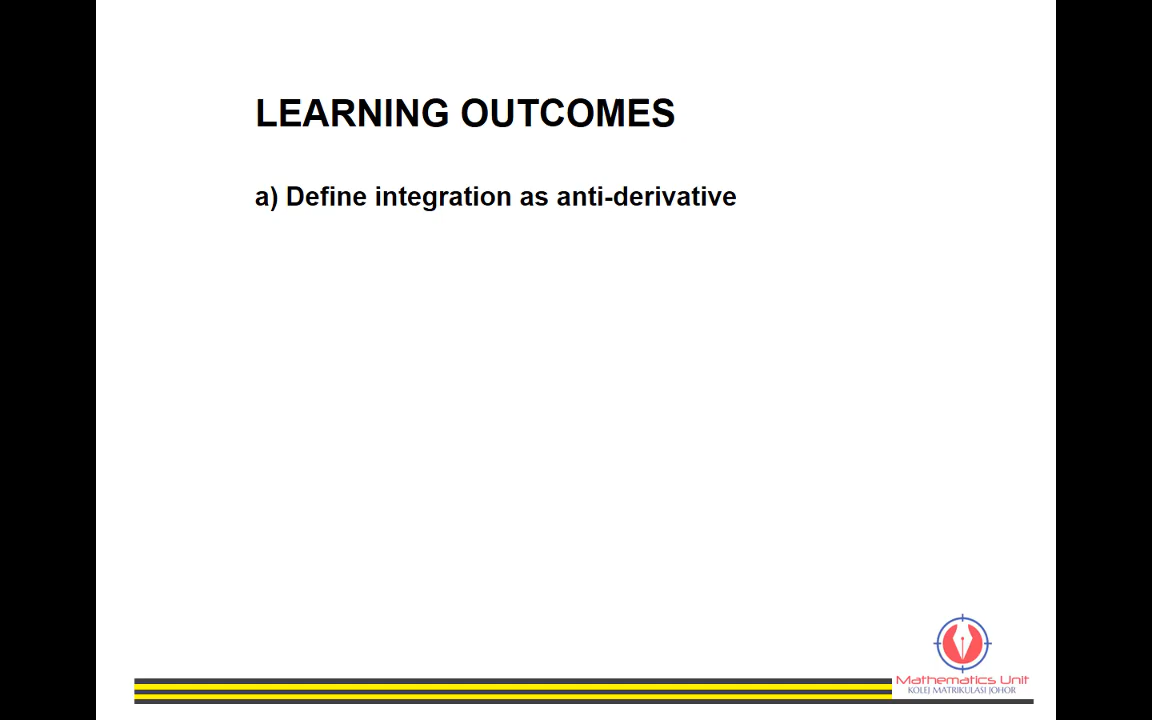 LEARNING OUTCOMES
a) Define integration as anti-derivative
Mathematics Unit
KOLEJ MATRIKULASI JOHOR